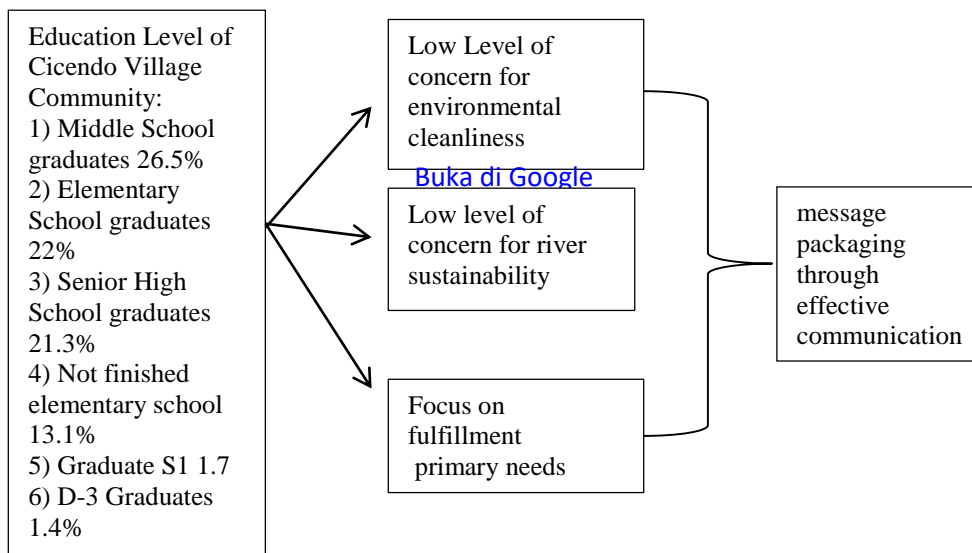 Education Level of
Cicendo Village
Community:
1) Middle School
graduates 26.5%
2) Elementary
School graduates
22%
3) Senior High
School graduates
21.3%
4) Not finished
elementary school
13.1%
5) Graduate S1 1.7
6) D-3 Graduates
1.4%
Low Level of
concern for
environmental
cleanliness
Buka di Google
Low level of
concern for river
sustainability
Focus on
fulfillment
primary needs
message
packaging
through
effective
communication